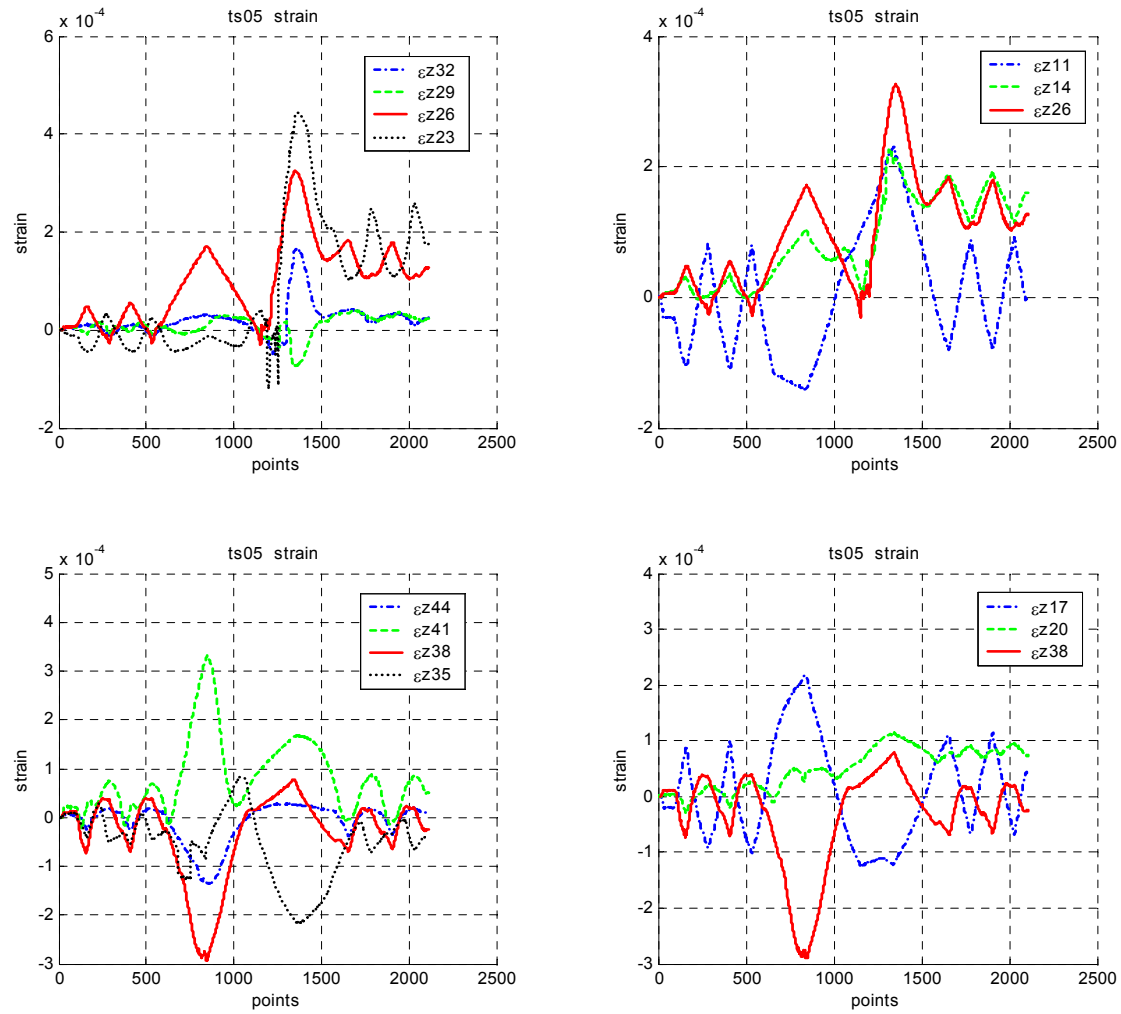 x 10-4
ts05 strain
6
4
2
0
-2
strain
0
500
1000
1500
2000
2500
points
εz32
εz29
εz26
εz23
x 10-4
ts05 strain
4
2
0
-2
strain
0
500
1000
1500
2000
2500
points
εz11
εz14
εz26
x 10-4
ts05 strain
5
4
3
2
1
0
-1
-2
-3
strain
0
500
1000
1500
2000
2500
points
εz44
εz41
εz38
εz35
x 10-4
ts05 strain
4
3
2
1
0
-1
-2
-3
strain
0
500
1000
1500
2000
2500
points
εz17
εz20
εz38